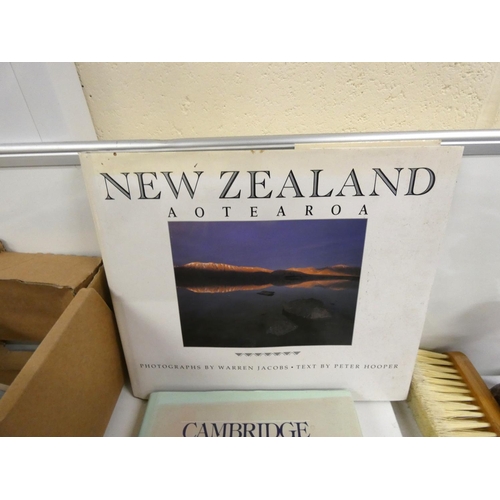 NEW ZEALAND
AOTEAROA
PHOTOGRAPHS BY WARREN JACOBS • TEXT BY PETER HOOPER
CAMBRIDGE